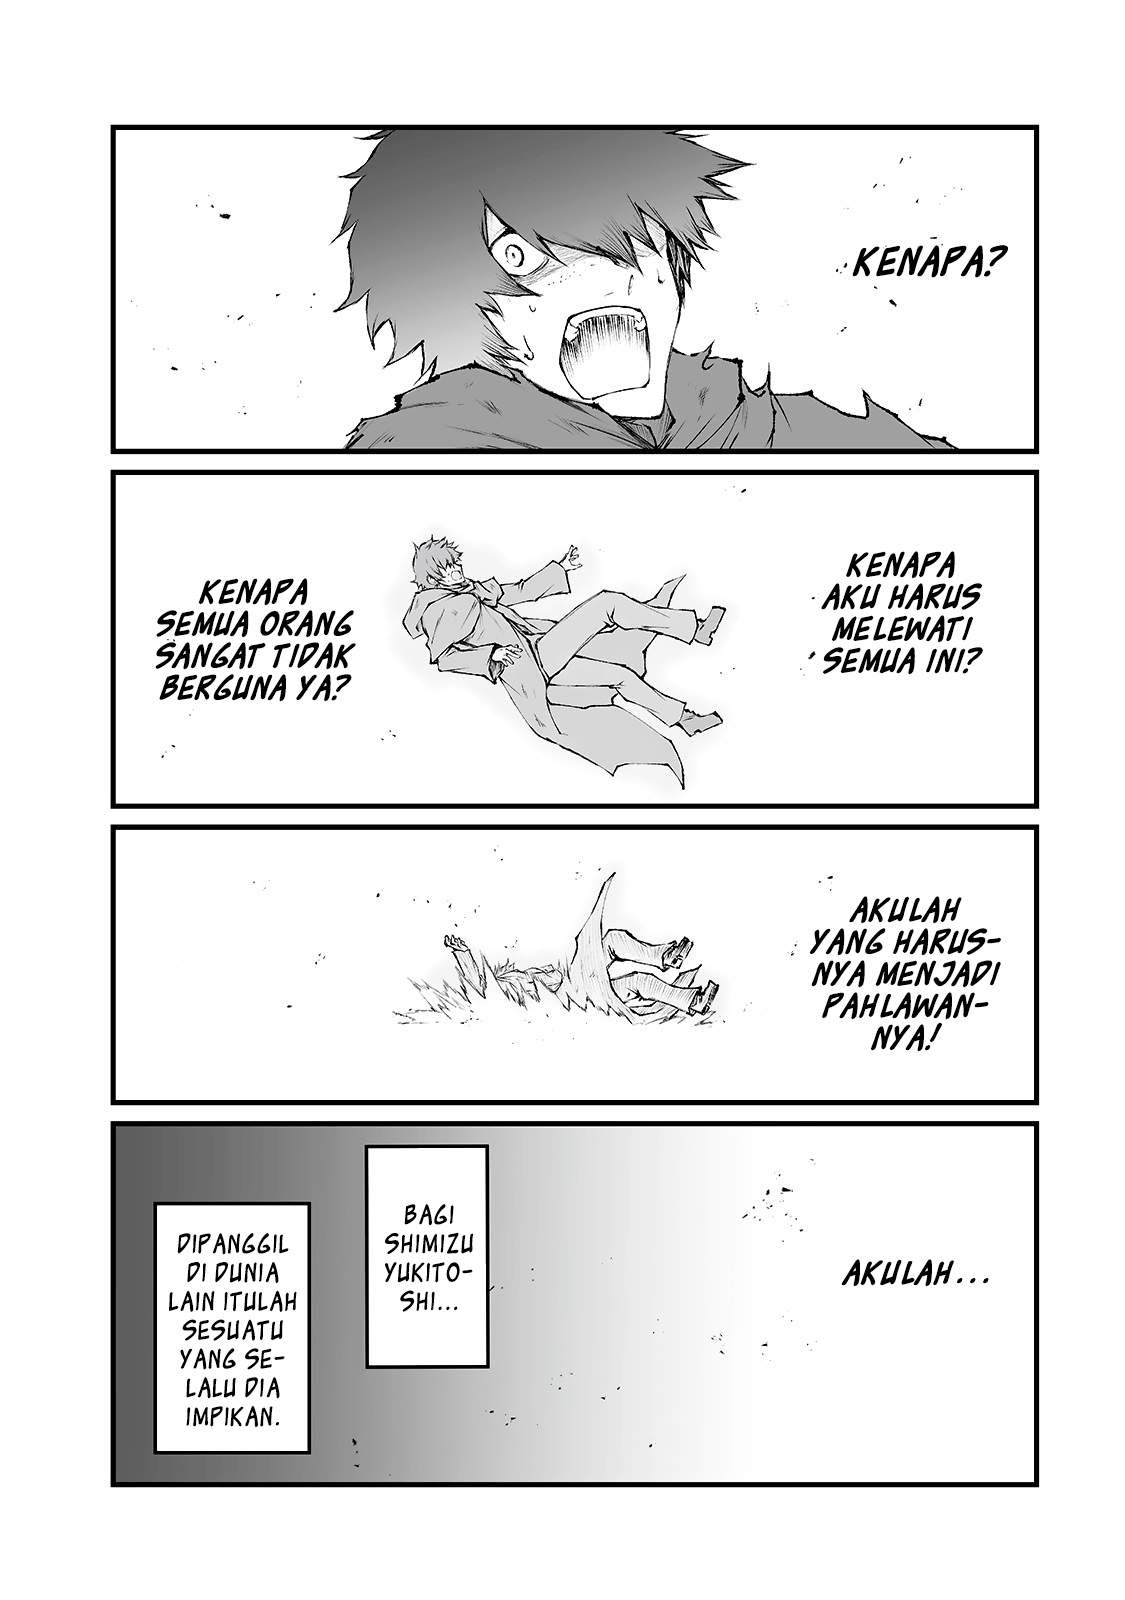 KENAPA?
KENAPA
AKU HARUS
MELEWATI
SEMUA INI?
KENAPA
SEMUA ORANG
SANGAT TIDAK
BERGUNA YA?
AKULAH
YANG HARUS-
NYA MENJADI
PAHLAWAN-
NYA!
AKULAH...
BAGI
SHIMIZU
YUKITO-
SHI...
DIPANGGIL
DI DUNIA
LAIN ITULAH
SESUATU
YANG SE-
LALU DIA
IMPIKAN.